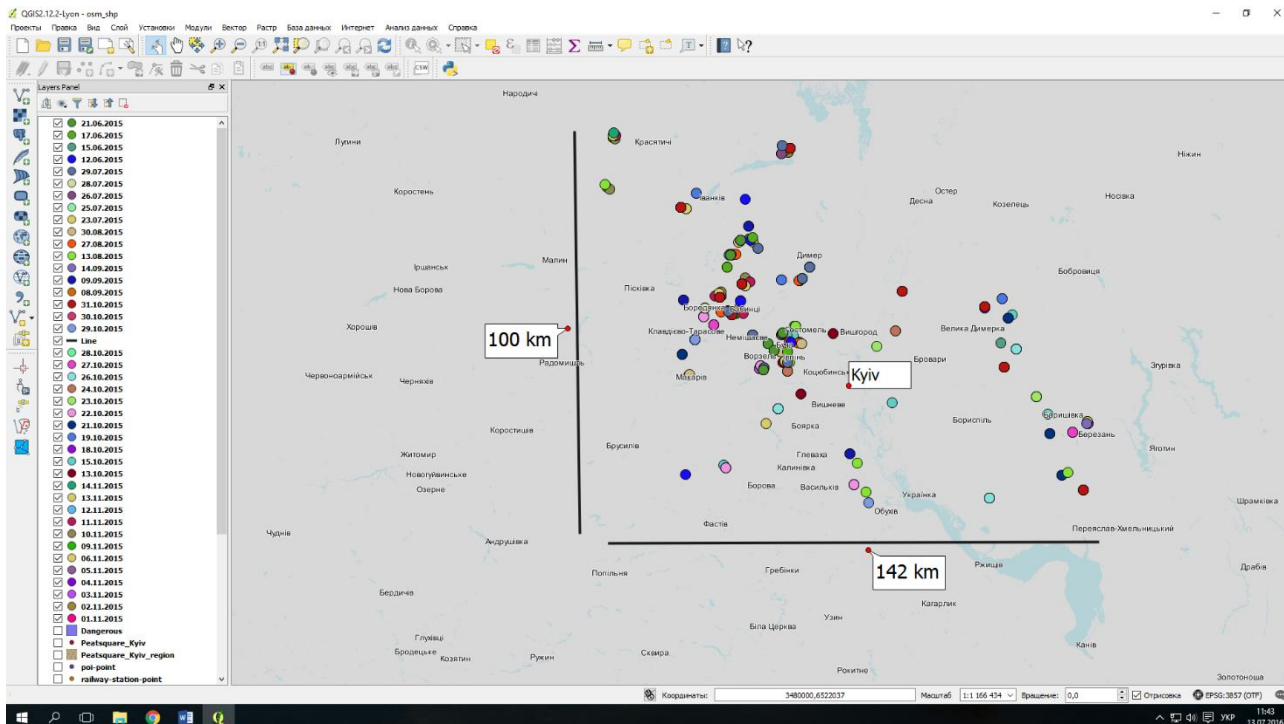 QGIS2.12.2-Lyon - osm_shp
Проекты Правка Вид Слой Установки Модули Вектор Растр База данных Интернет Анализ данных Справка
Layers Panel
21.06.2015
17.06.2015
15.06.2015
12.06.2015
29.07.2015
28.07.2015
26.07.2015
25.07.2015
23.07.2015
30.08.2015
27.08.2015
13.08.2015
14.09.2015
09.09.2015
08.09.2015
31.10.2015
30.10.2015
29.10.2015
Line
28.10.2015
27.10.2015
26.10.2015
24.10.2015
23.10.2015
22.10.2015
21.10.2015
19.10.2015
18.10.2015
15.10.2015
13.10.2015
14.11.2015
13.11.2015
12.11.2015
11.11.2015
10.11.2015
09.11.2015
06.11.2015
05.11.2015
04.11.2015
03.11.2015
02.11.2015
01.11.2015
Dangerous
Peatsquare_Kyiv
Peatsquare_Kyiv_region
poi-point
railway-station-point
Народичі
Лугини
Красятичі
Ніжин
Коростень
Іванків
Остер
Десна
Козелець
Носівка
Малин
Димер
Іршанськ
Бобровиця
Нова Борова
Пісківка
Бородянка
Хорошів
Клавдієво-Тарасове
Немішаєве
Гостомель
Вишгород
Велика Димерка
100 km
Ворзель
Ірпінь
Радомишль
Бровари
Згурівка
Червоноармійськ
Черняхів
Макарів
Коцюбинське
Kyiv
Вишневе
Бориспіль
Баришівка
Коростишів
Боярка
Березань
Брусилів
Яготин
Житомир
Глеваха
Новогуйвинське
Калинівка
Озерне
Борова
Васильків
Українка
Обухів
Шрамківка
Фастів
Переяслав-Хмельницький
Чуднів
Андрушівка
142 km
Ржищів
Драбів
Попільня
Гребінки
Бердичів
Кагарлик
Узин
Біла Церква
Глухівці
Канів
Бродецьке
Козятин
Ружин
Сквира
Рокитне
Золотоноша
Координаты: 3480000,6522037 Масштаб 1:1 166 434 Вращение: 0,0 Отрисовка EPSG:3857 (OTF)
УКР
11:43